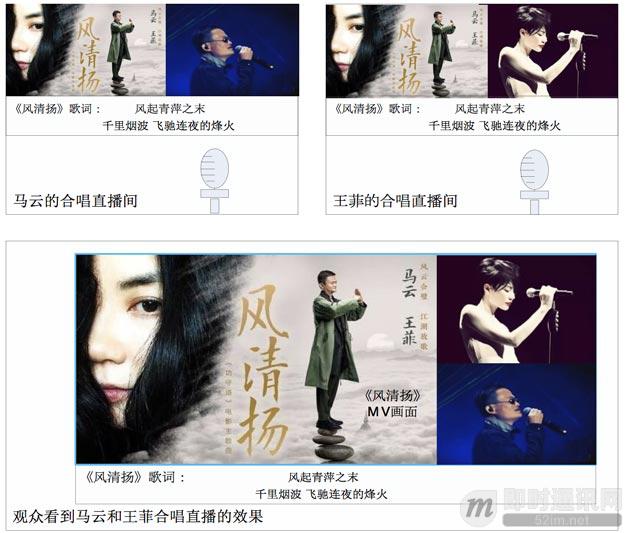 风清扬
马云
王菲
《风清扬》歌词： 风起青萍之末
千里烟波 飞驰连夜的烽火
马云的合唱直播间
风清扬
马云
王菲
《风清扬》歌词： 风起青萍之末
千里烟波 飞驰连夜的烽火
王菲的合唱直播间
风清扬
《功守道》电影主题曲
马云
王菲
风云合璧 江湖放歌
《风清扬》
MV画面
《风清扬》歌词： 风起青萍之末
千里烟波 飞驰连夜的烽火
观众看到马云和王菲合唱直播的效果
即时通讯网
52im.net